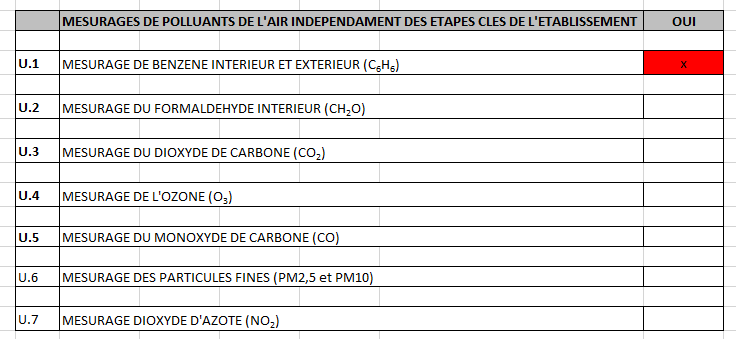 MESURAGES DE POLLUANTS DE L'AIR INDEPENDAMENT DES ETAPES CLES DE L'ETABLISSEMENT OUI
U.1 MESURAGE DE BENZENE INTERIEUR ET EXTERIEUR (C₆H₆) x
U.2 MESURAGE DU FORMALDEHYDE INTERIEUR (CH₂O)
U.3 MESURAGE DU DIOXYDE DE CARBONE (CO₂)
U.4 MESURAGE DE L'OZONE (O₃)
U.5 MESURAGE DU MONOXYDE DE CARBONE (CO)
U.6 MESURAGE DES PARTICULES FINES (PM2,5 et PM10)
U.7 MESURAGE DIOXYDE D'AZOTE (NO₂)